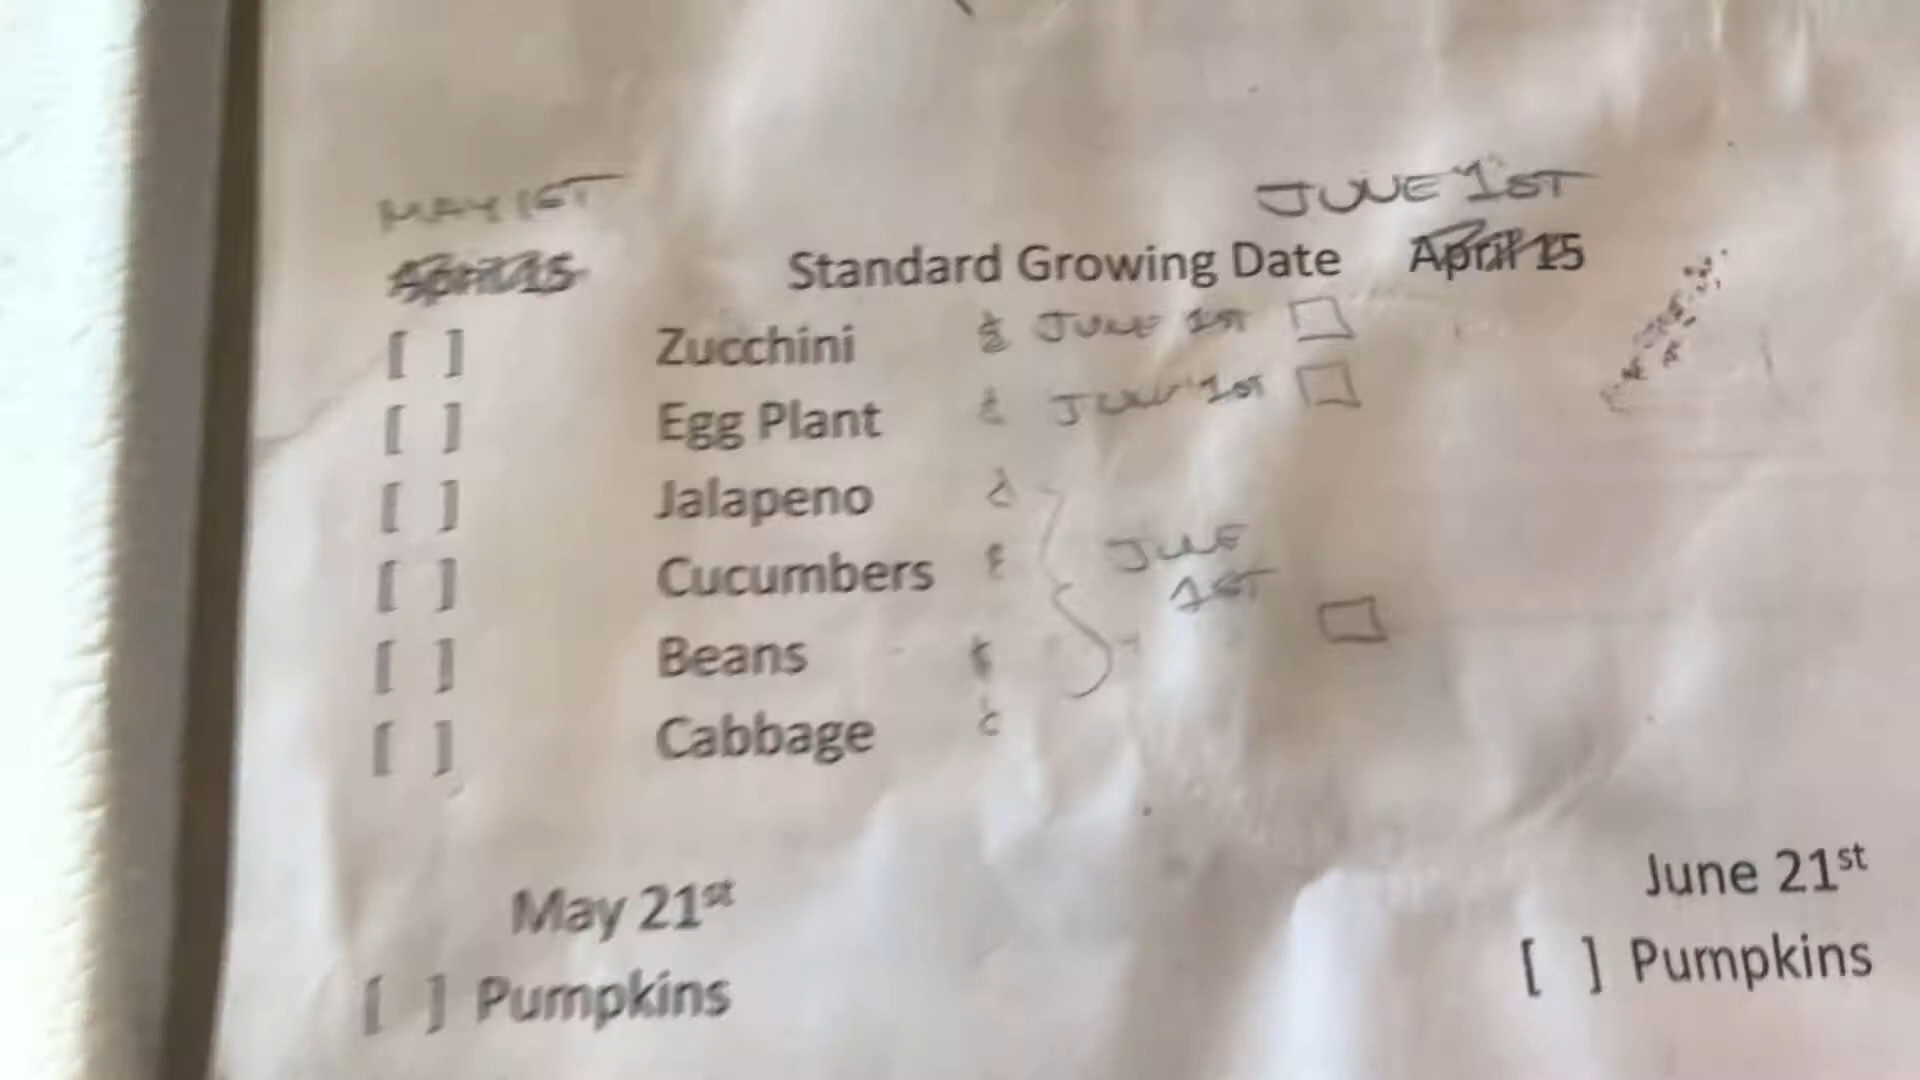 MAY 1ST JUNE 1ST
April 15 Standard Growing Date April 15
[ ] Zucchini & JUNE 1ST
[ ] Egg Plant & JUNE 1ST
[ ] Jalapeno
[ ] Cucumbers JUNE
1ST
[ ] Beans
[ ] Cabbage
May 21st June 21st
[ ] Pumpkins [ ] Pumpkins